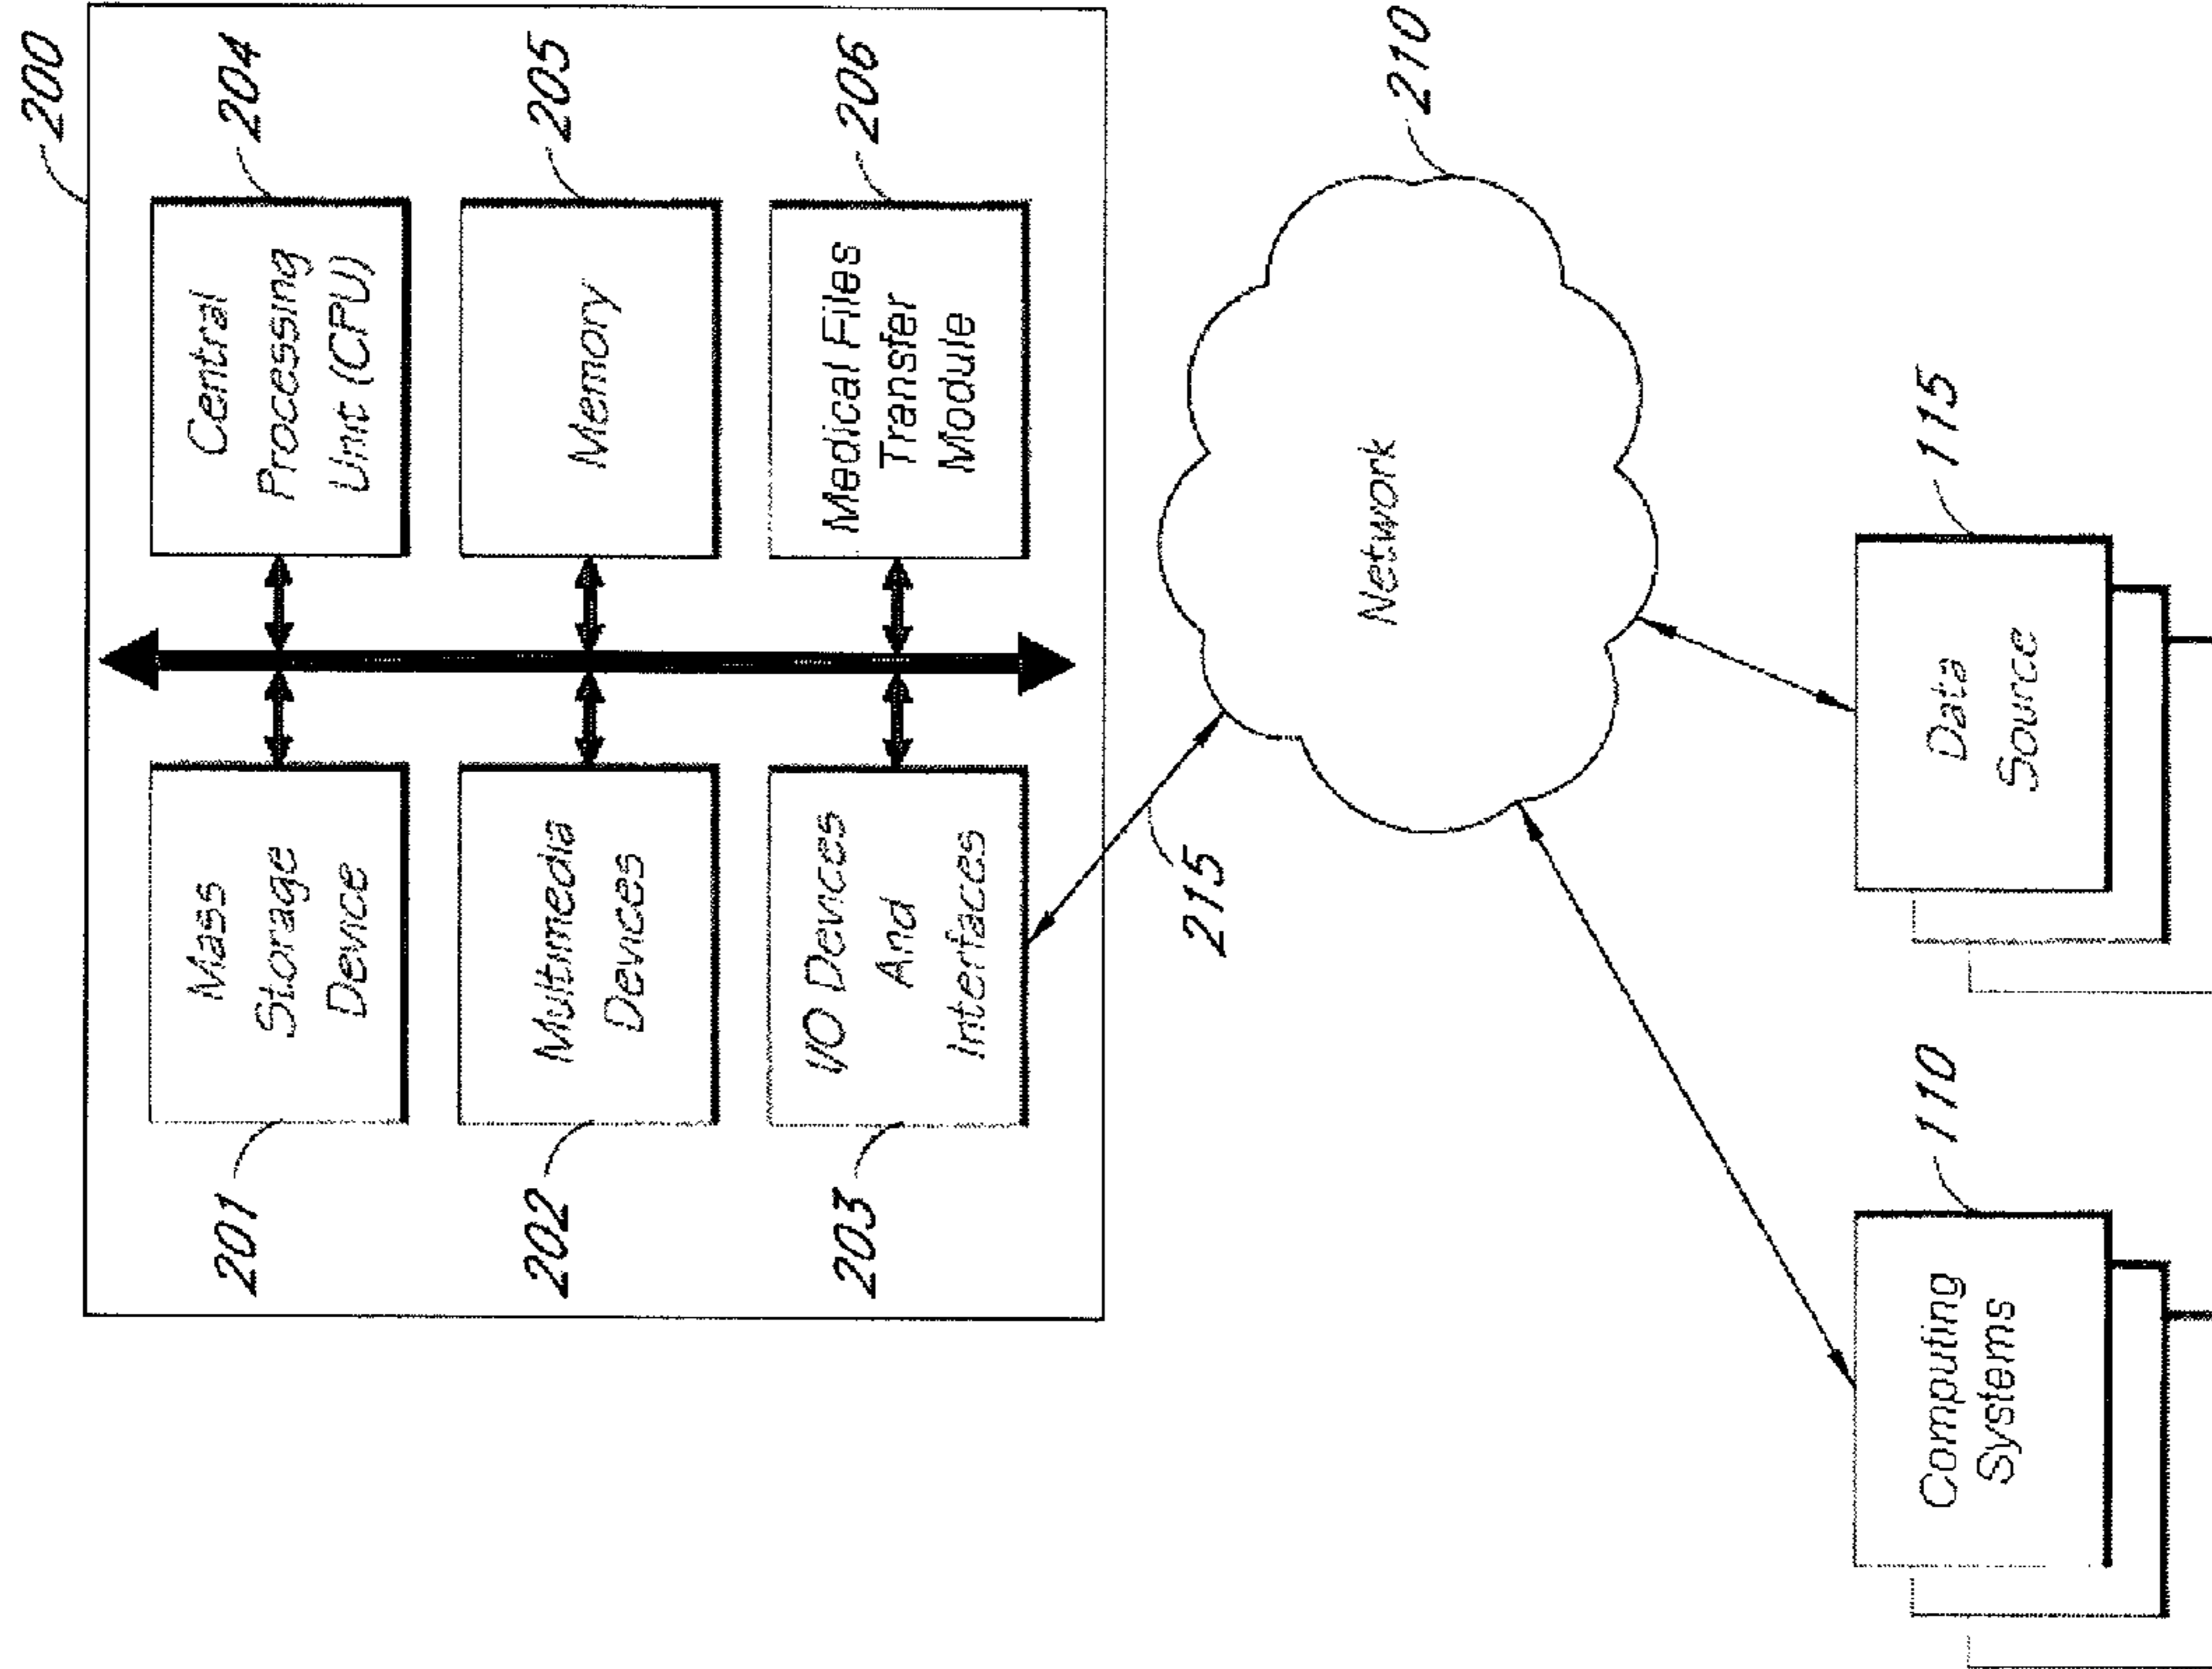 200
201
Mass
Storage
Device
Central
Processing
Unit (CPU)
204
202
Multimedia
Devices
Memory
205
203
I/O Devices
And
Interfaces
Medical Files
Transfer
Module
206
215
Network
210
110
Computing
Systems
Data
Source
115